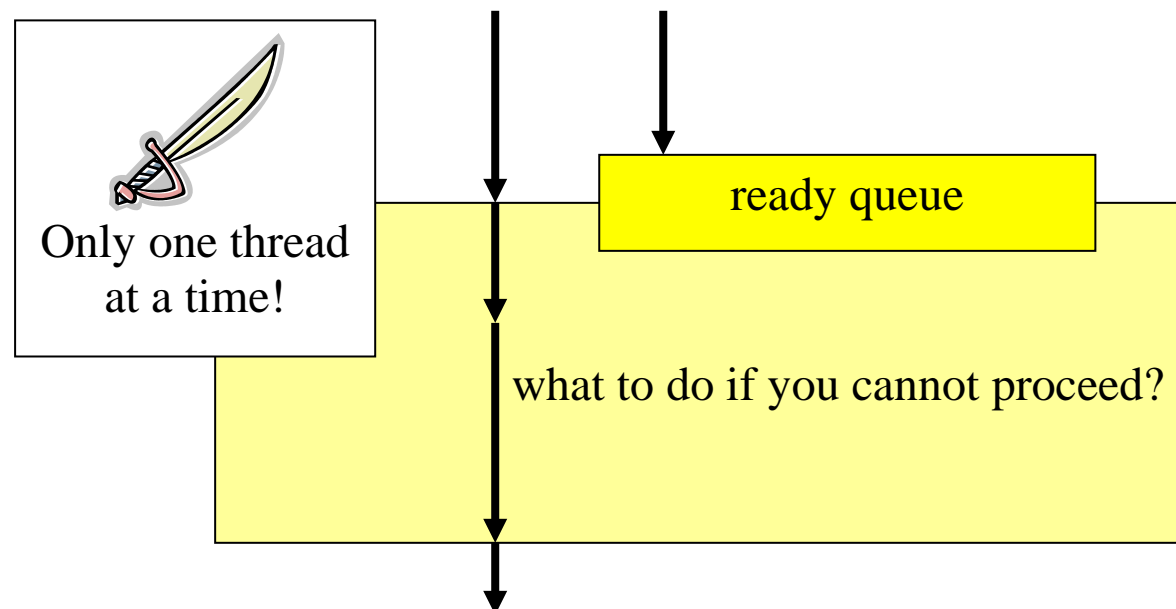 ready queue
Only one thread
at a time!
what to do if you cannot proceed?